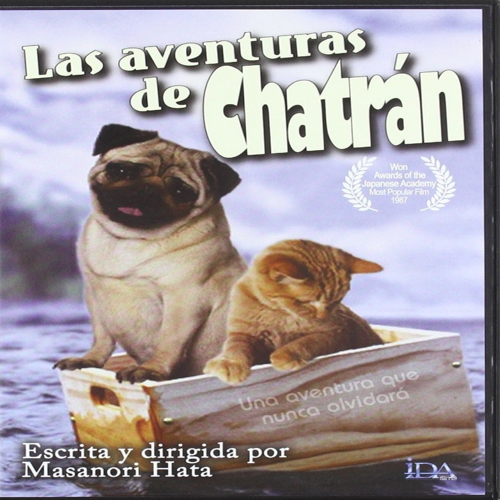 Las aventuras
de Chatrán
Won
Awards of the
Japanese Academy
Most Popular Film
1987
Una aventura que
nunca olvidará
Escrita y dirigida por
Masanori Hata
IDA